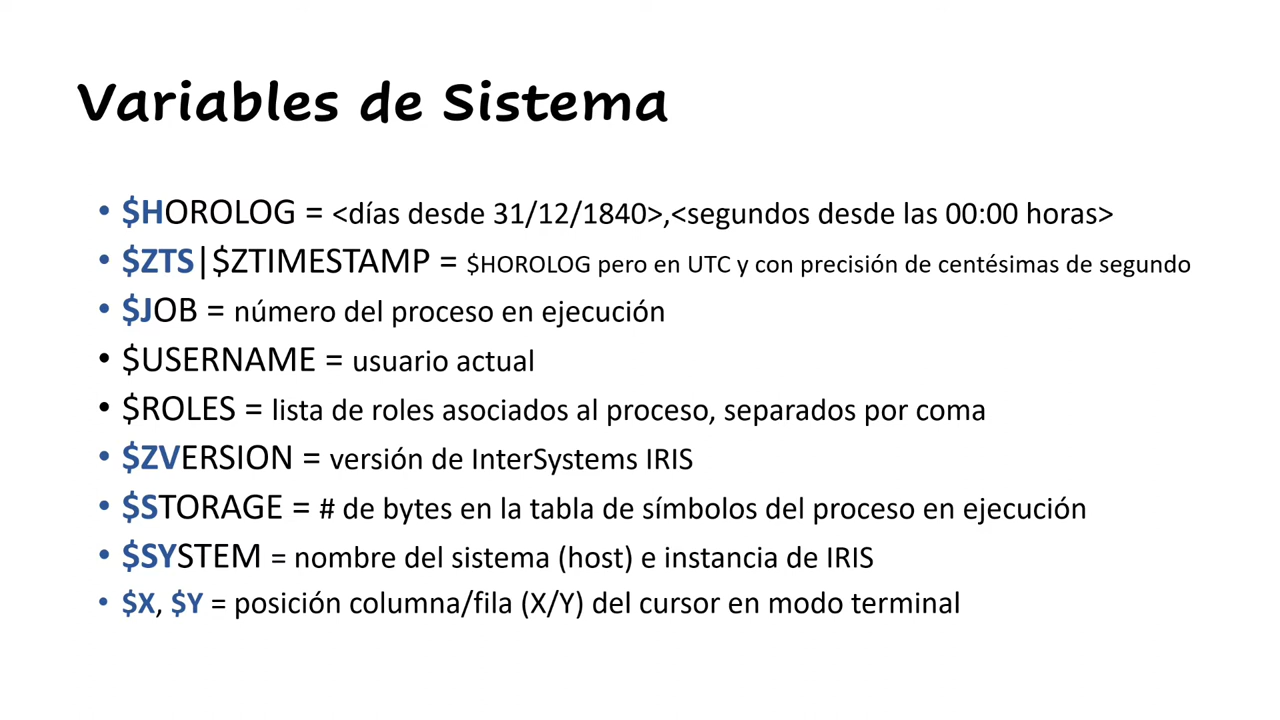 Variables de Sistema
• $HOROLOG = <días desde 31/12/1840>,<segundos desde las 00:00 horas>
• $ZTS|$ZTIMESTAMP = $HOROLOG pero en UTC y con precisión de centésimas de segundo
• $JOB = número del proceso en ejecución
• $USERNAME = usuario actual
• $ROLES = lista de roles asociados al proceso, separados por coma
• $ZVERSION = versión de InterSystems IRIS
• $STORAGE = # de bytes en la tabla de símbolos del proceso en ejecución
• $SYSTEM = nombre del sistema (host) e instancia de IRIS
• $X, $Y = posición columna/fila (X/Y) del cursor en modo terminal